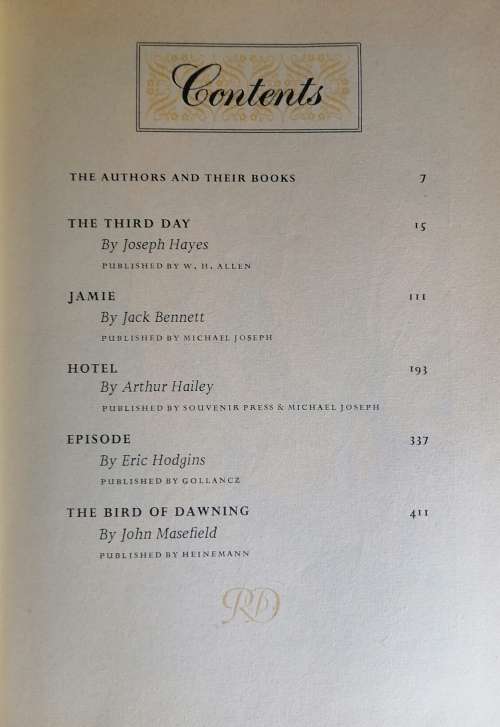 Contents
THE AUTHORS AND THEIR BOOKS 7
THE THIRD DAY 15
By Joseph Hayes
PUBLISHED BY W. H. ALLEN
JAMIE 111
By Jack Bennett
PUBLISHED BY MICHAEL JOSEPH
HOTEL 193
By Arthur Hailey
PUBLISHED BY SOUVENIR PRESS & MICHAEL JOSEPH
EPISODE 337
By Eric Hodgins
PUBLISHED BY GOLLANCZ
THE BIRD OF DAWNING 411
By John Masefield
PUBLISHED BY HEINEMANN
RD